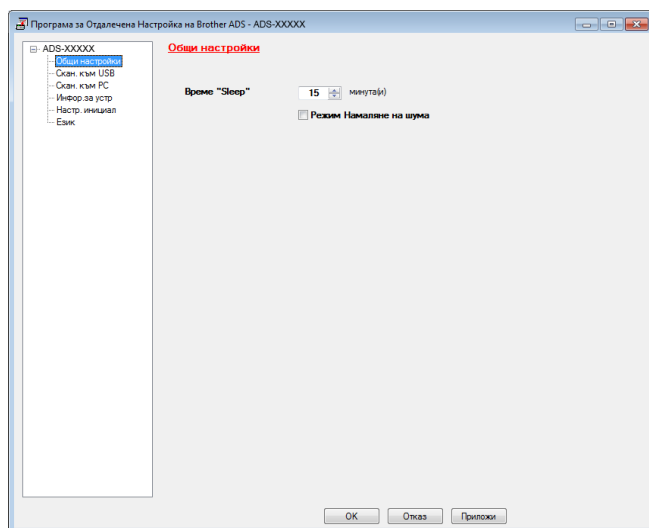 Програма за Отдалечена Настройка на Brother ADS - ADS-XXXXX
ADS-XXXXX
Общи настройки
Скан. към USB
Скан. към PC
Инфор.за устр
Настр. инициал
Език
Общи настройки
Време "Sleep" 15 минута(и)
Режим Намаляне на шума
OK Отказ Приложи